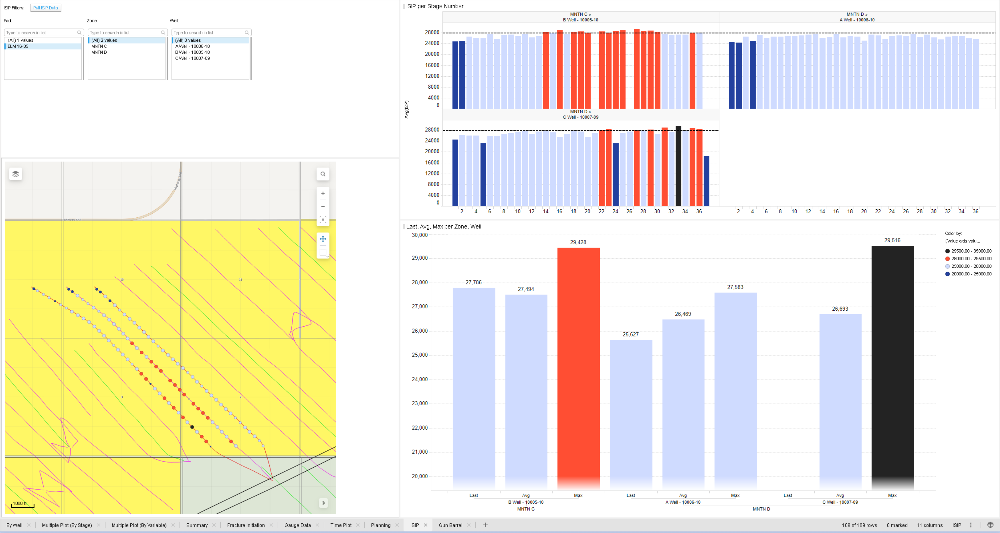 ISIP Filters: Pull ISIP Data
Pad: Zone: Well:
Type to search in list Type to search in list Type to search in list
(All) 1 values (All) 2 values (All) 3 values
ELM 16-35 MNTN C A Well - 10006-10
MNTN D B Well - 10005-10
C Well - 10007-09
Highway 666
Highway 666
10 11
3 2
1000 ft
ISIP per Stage Number
MNTN C » MNTN D »
B Well - 10005-10 A Well - 10006-10
28000
24000
20000
16000
12000
8000
4000
0
Avg(ISIP)
MNTN D »
C Well - 10007-09
28000
24000
20000
16000
12000
8000
4000
0
2 4 6 8 10 12 14 16 18 20 22 24 26 28 30 32 34 36 2 4 6 8 10 12 14 16 18 20 22 24 26 28 30 32 34 36
Last, Avg, Max per Zone, Well
30,000
29,000
28,000
27,000
26,000
25,000
24,000
23,000
22,000
21,000
20,000
27,786 27,494 29,428 25,627 26,469 27,583 26,693 29,516
Last Avg Max Last Avg Max Last Avg Max
B Well - 10005-10 A Well - 10006-10 C Well - 10007-09
MNTN C MNTN D
Color by:
(Value axis valu...
29500.00 - 35000.00
28000.00 - 29500.00
25000.00 - 28000.00
20000.00 - 25000.00
By Well Multiple Plot (By Stage) Multiple Plot (By Variable) Summary Fracture Initiation Gauge Data Time Plot Planning ISIP Gun Barrel 109 of 109 rows 0 marked 11 columns ISIP